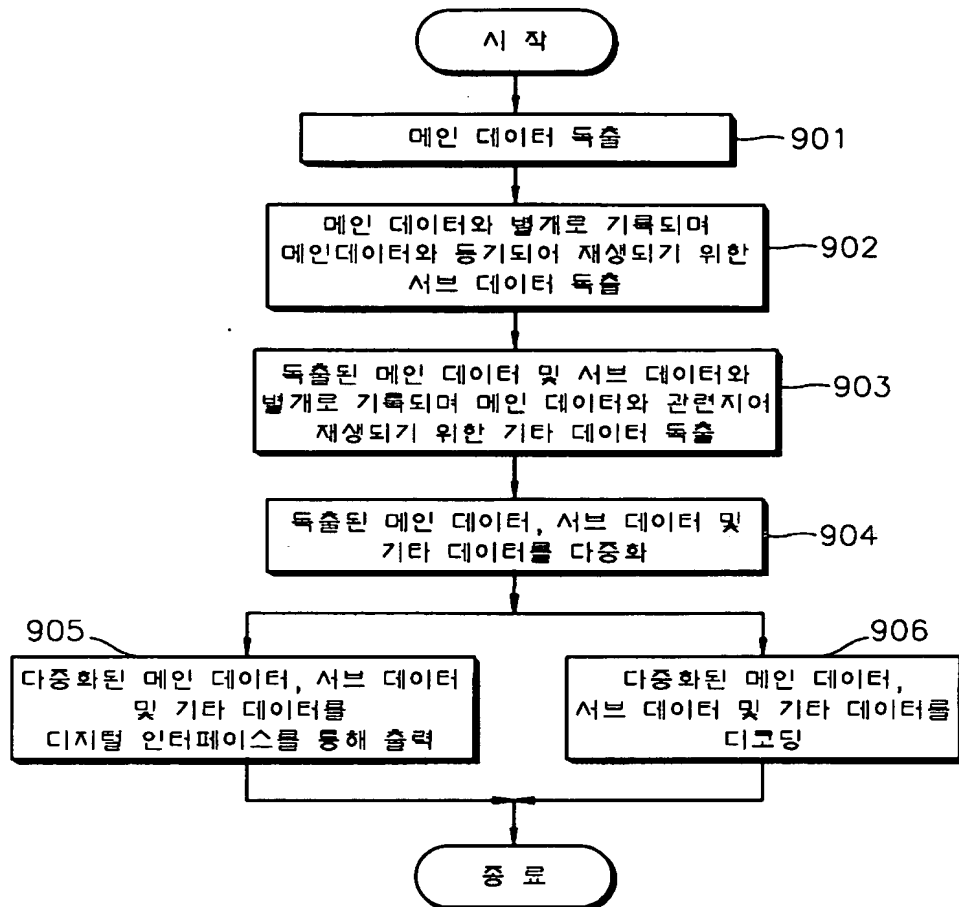 시 작
메인 데이터 독출
901
메인 데이터와 별개로 기록되며
메인데이터와 동기되어 재생되기 위한
서브 데이터 독출
902
독출된 메인 데이터 및 서브 데이터와
별개로 기록되며 메인 데이터와 관련지어
재생되기 위한 기타 데이터 독출
903
독출된 메인 데이터, 서브 데이터 및
기타 데이터를 다중화
904
905
다중화된 메인 데이터, 서브 데이터
및 기타 데이터를
디지털 인터페이스를 통해 출력
906
다중화된 메인 데이터,
서브 데이터 및 기타 데이터를
디코딩
종 료